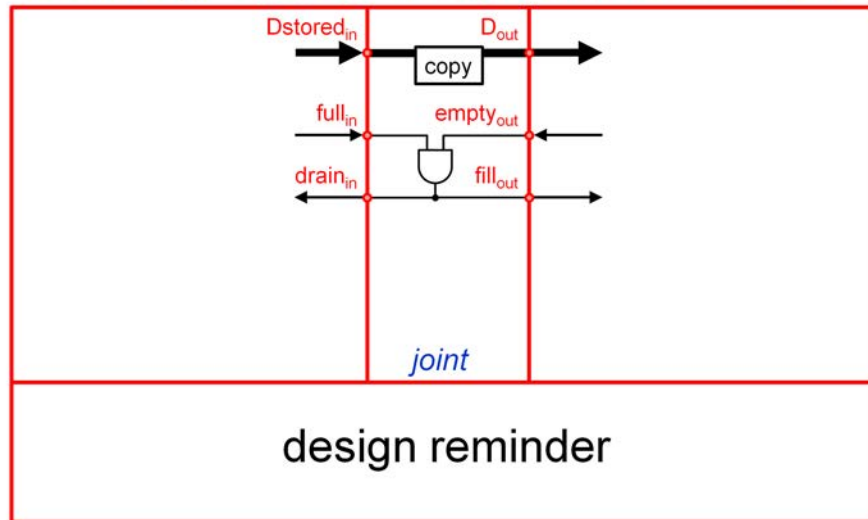 Dstored_in D_out
copy
full_in empty_out
drain_in fill_out
joint
design reminder